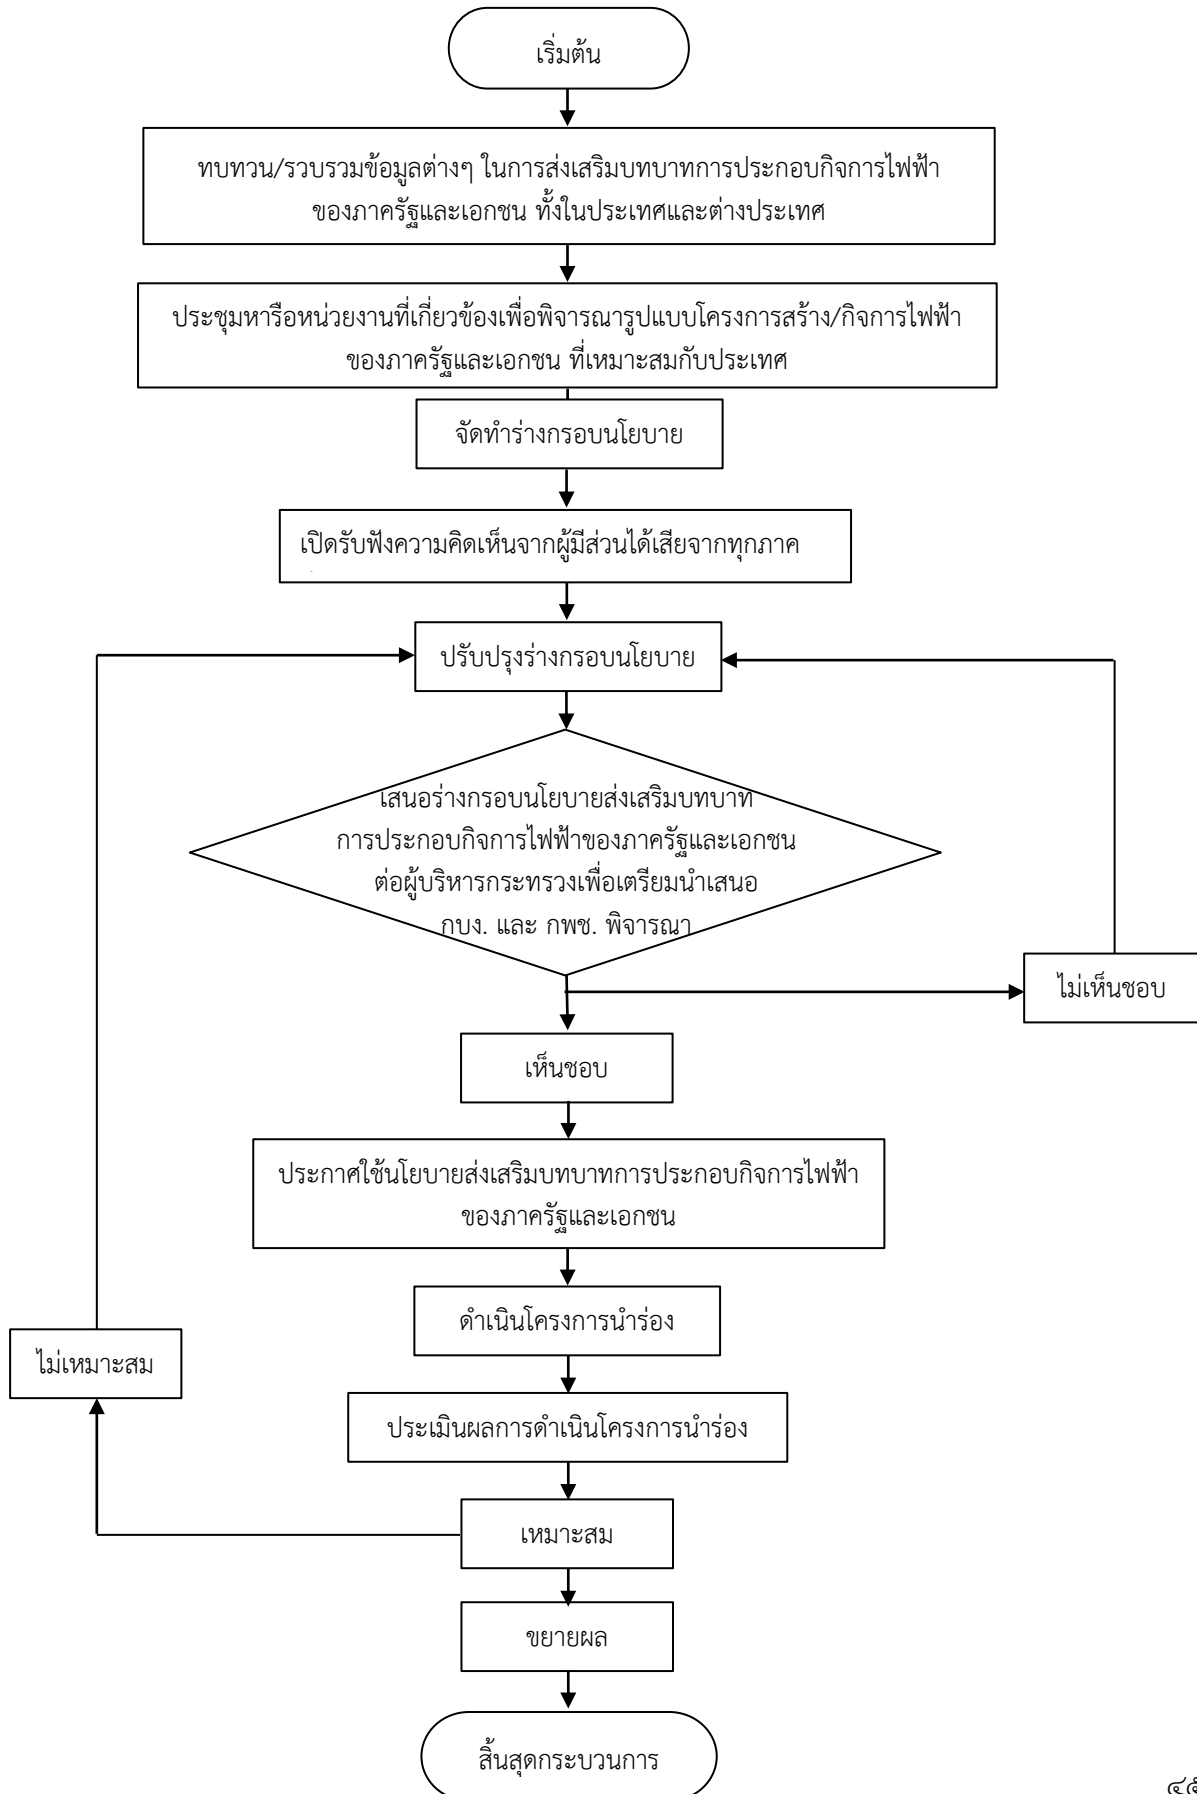 เริ่มต้น
ทบทวน/รวบรวมข้อมูลต่างๆ ในการส่งเสริมบทบาทการประกอบกิจการไฟฟ้า
ของภาครัฐและเอกชน ทั้งในประเทศและต่างประเทศ
ประชุมหารือหน่วยงานที่เกี่ยวข้องเพื่อพิจารณารูปแบบโครงการสร้าง/กิจการไฟฟ้า
ของภาครัฐและเอกชน ที่เหมาะสมกับประเทศ
จัดทำร่างกรอบนโยบาย
เปิดรับฟังความคิดเห็นจากผู้มีส่วนได้เสียจากทุกภาค
ปรับปรุงร่างกรอบนโยบาย
เสนอร่างกรอบนโยบายส่งเสริมบทบาท
การประกอบกิจการไฟฟ้าของภาครัฐและเอกชน
ต่อผู้บริหารกระทรวงเพื่อเตรียมนำเสนอ
กบง. และ กพช. พิจารณา
ไม่เห็นชอบ
เห็นชอบ
ประกาศใช้นโยบายส่งเสริมบทบาทการประกอบกิจการไฟฟ้า
ของภาครัฐและเอกชน
ดำเนินโครงการนำร่อง
ไม่เหมาะสม
ประเมินผลการดำเนินโครงการนำร่อง
เหมาะสม
ขยายผล
สิ้นสุดกระบวนการ